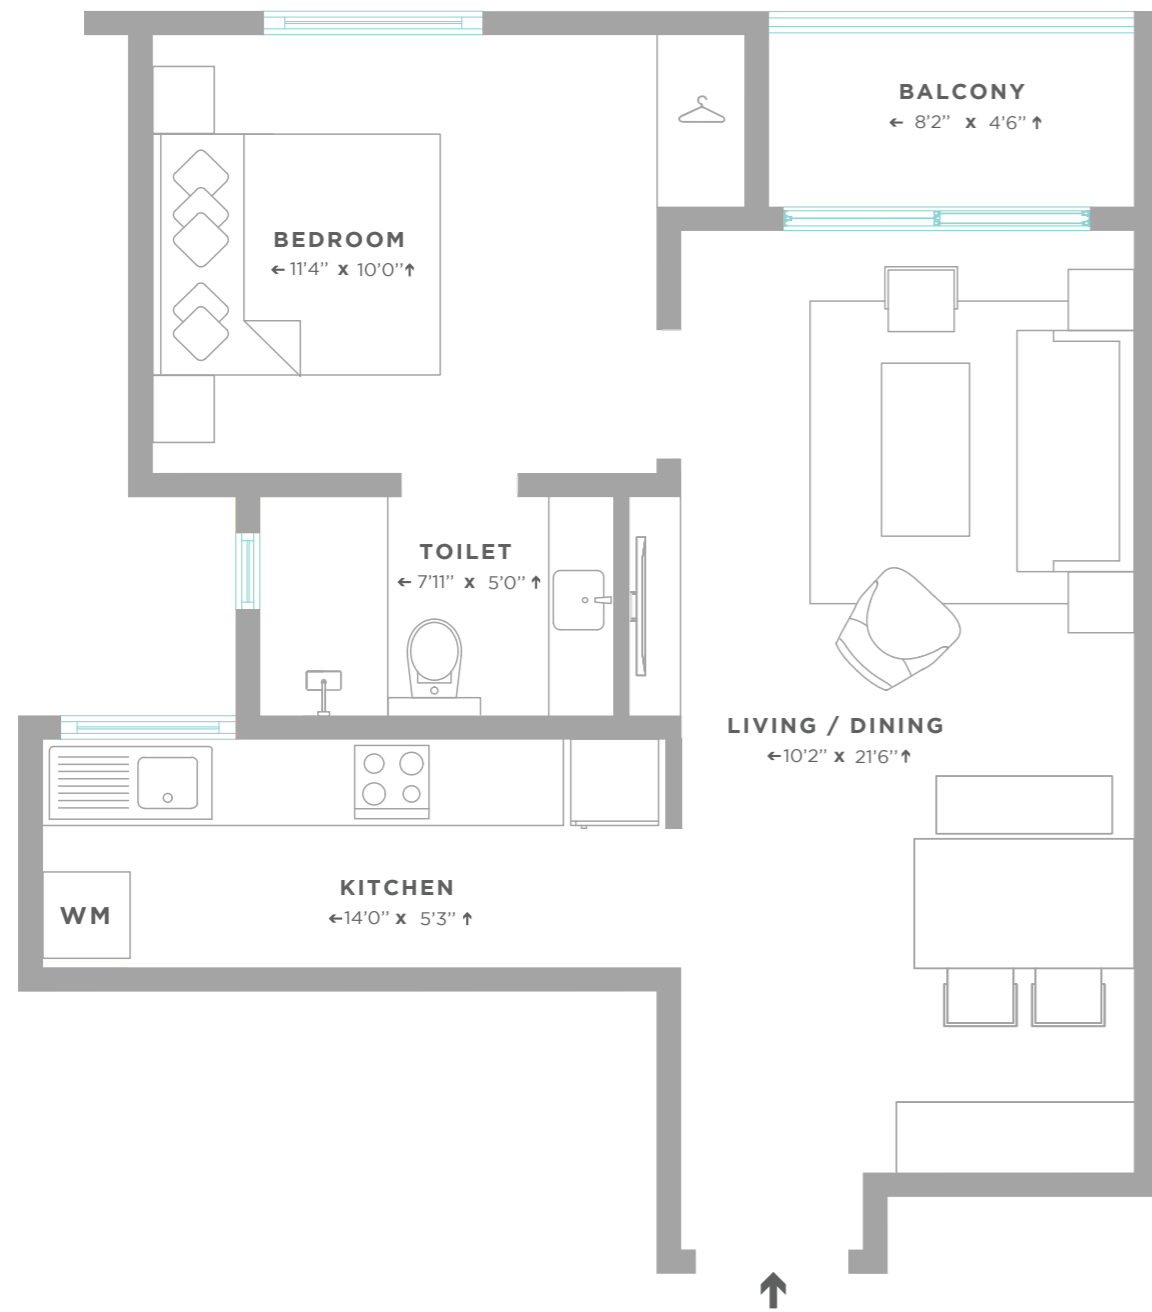 BALCONY
← 8’2’’ x 4’6’’ ↑
BEDROOM
← 11’4’’ x 10’0’’ ↑
TOILET
← 7’11’’ x 5’0’’ ↑
LIVING / DINING
← 10’2’’ x 21’6’’ ↑
KITCHEN
← 14’0’’ x 5’3’’ ↑
WM